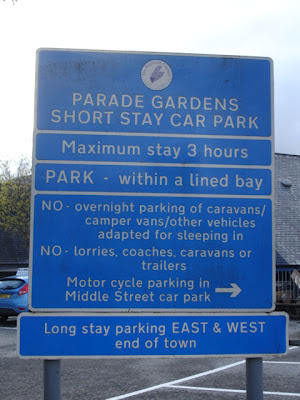 PARADE GARDENS
SHORT STAY CAR PARK
Maximum stay 3 hours
PARK - within a lined bay
NO - overnight parking of caravans/
camper vans/other vehicles
adapted for sleeping in
NO - lorries, coaches, caravans or
trailers
Motor cycle parking in
Middle Street car park
Long stay parking EAST & WEST
end of town